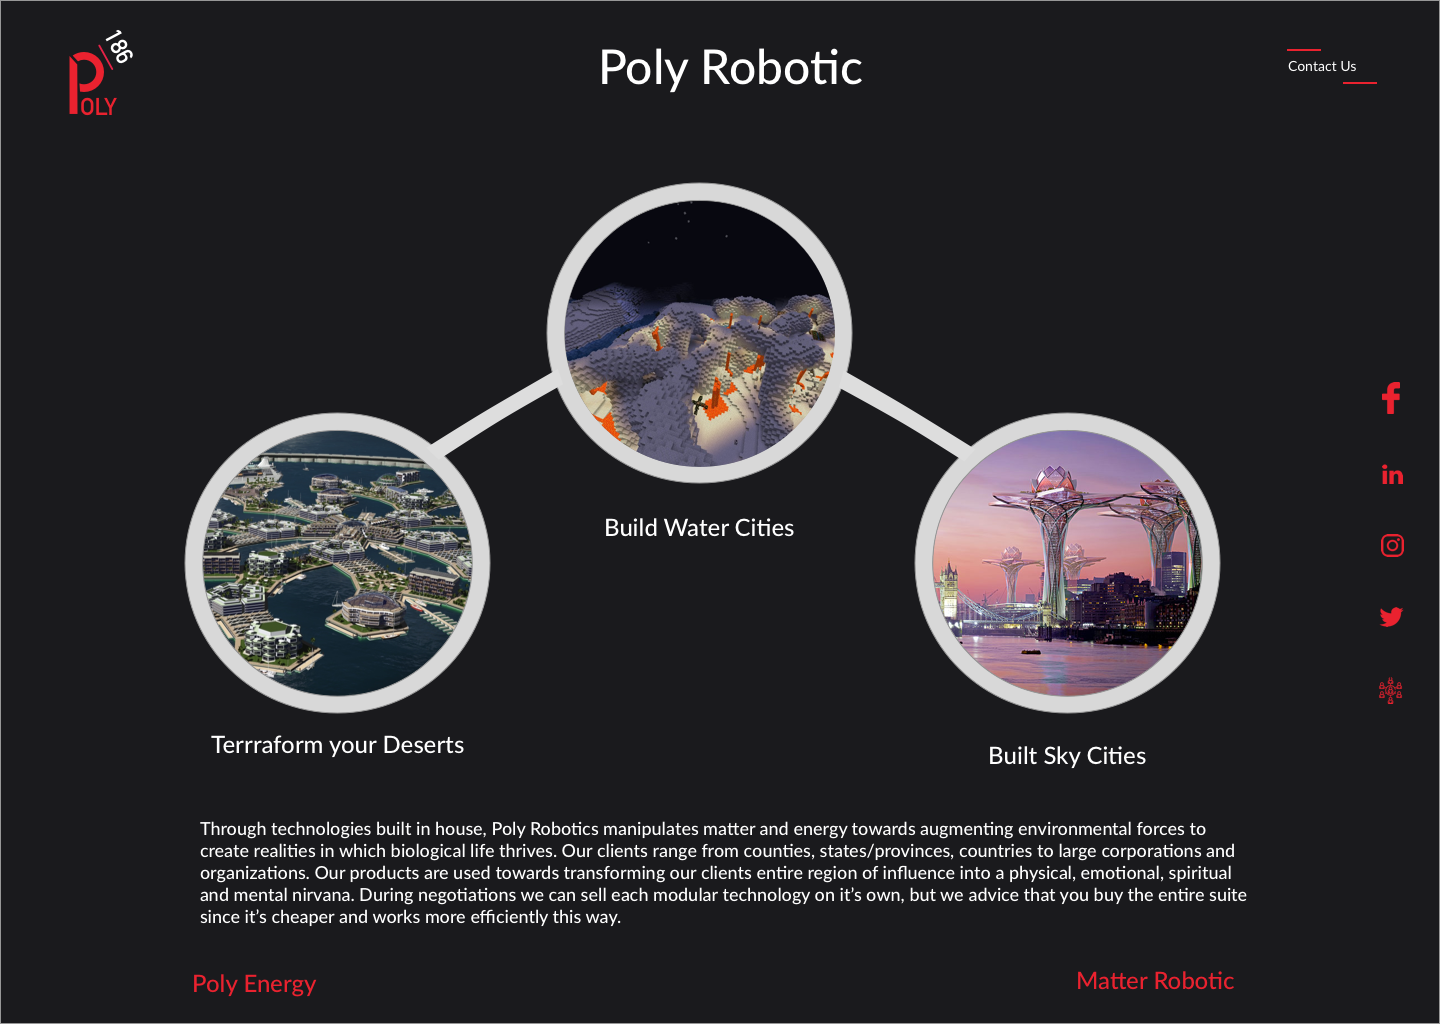 186
POLY
Poly Robotic
Contact Us
Build Water Cities
Terrraform your Deserts
Built Sky Cities
Through technologies built in house, Poly Robotics manipulates matter and energy towards augmenting environmental forces to
create realities in which biological life thrives. Our clients range from counties, states/provinces, countries to large corporations and
organizations. Our products are used towards transforming our clients entire region of influence into a physical, emotional, spiritual
and mental nirvana. During negotiations we can sell each modular technology on it's own, but we advice that you buy the entire suite
since it's cheaper and works more efficiently this way.
Poly Energy
Matter Robotic